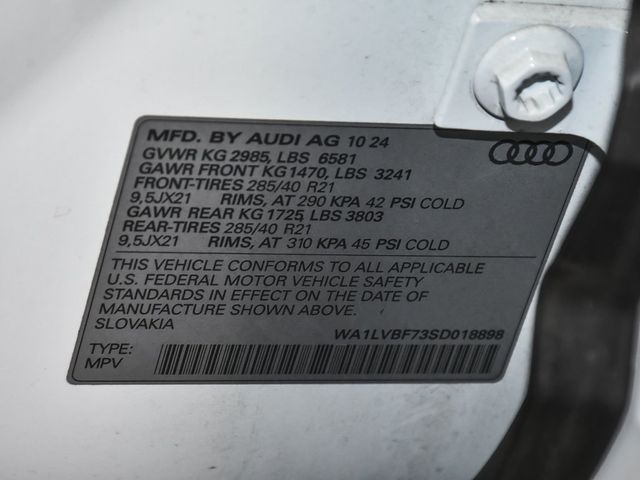 MFD. BY AUDI AG 10 24
GVWR KG 2985, LBS 6581
GAWR FRONT KG 1470, LBS 3241
FRONT-TIRES 285/40 R21
9,5JX21 RIMS, AT 290 KPA 42 PSI COLD
GAWR REAR KG 1725, LBS 3803
REAR-TIRES 285/40 R21
9,5JX21 RIMS, AT 310 KPA 45 PSI COLD
THIS VEHICLE CONFORMS TO ALL APPLICABLE
U.S. FEDERAL MOTOR VEHICLE SAFETY
STANDARDS IN EFFECT ON THE DATE OF
MANUFACTURE SHOWN ABOVE.
SLOVAKIA
WA1LVBF73SD018898
TYPE:
MPV